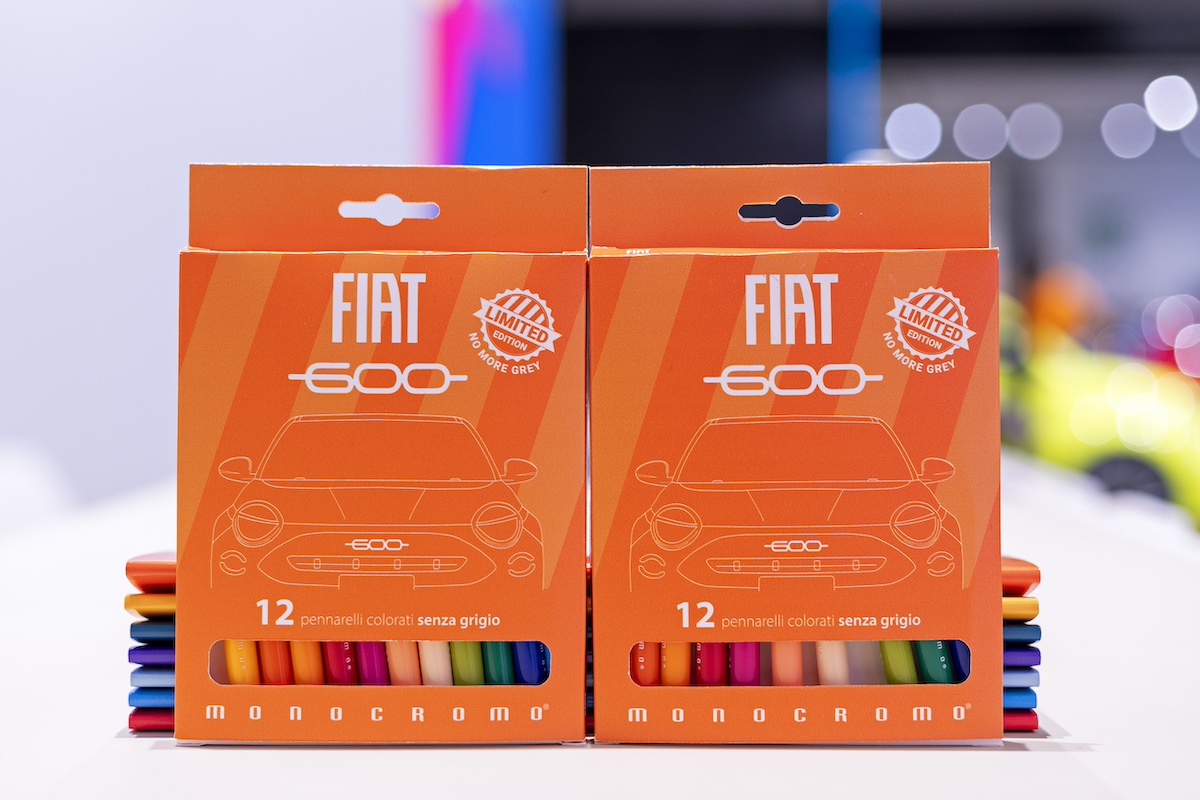 FIAT
LIMITED
EDITION
NO MORE GREY
600
600
12 pennarelli colorati senza grigio
MONOCROMO®
FIAT
FIAT
LIMITED
EDITION
NO MORE GREY
600
600
12 pennarelli colorati senza grigio
MONOCROMO®